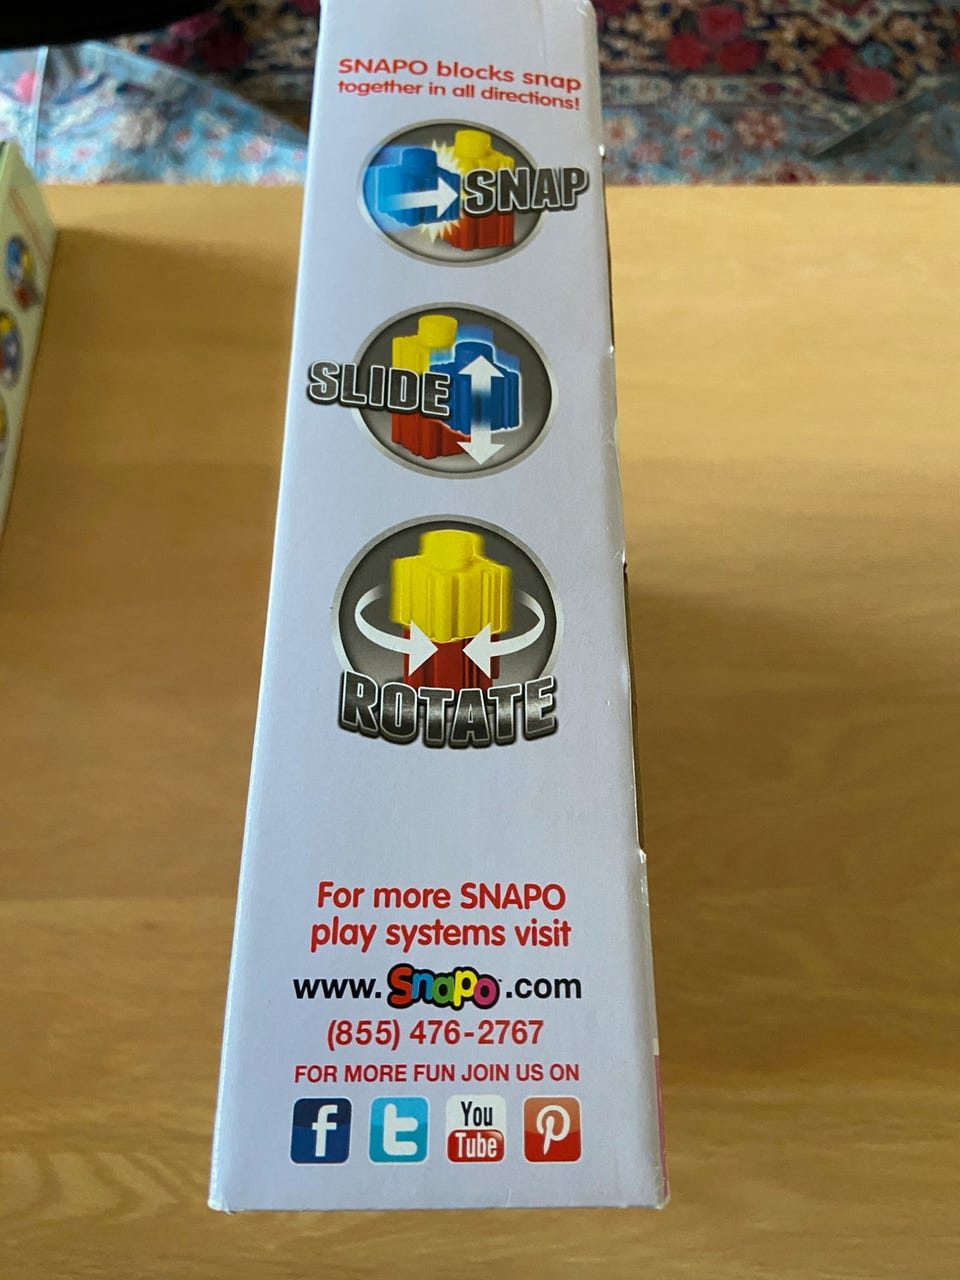 SNAPO blocks snap
together in all directions!
SNAP
SLIDE
ROTATE
For more SNAPO
play systems visit
www.Snapo™.com
(855) 476-2767
FOR MORE FUN JOIN US ON
f t You Tube P